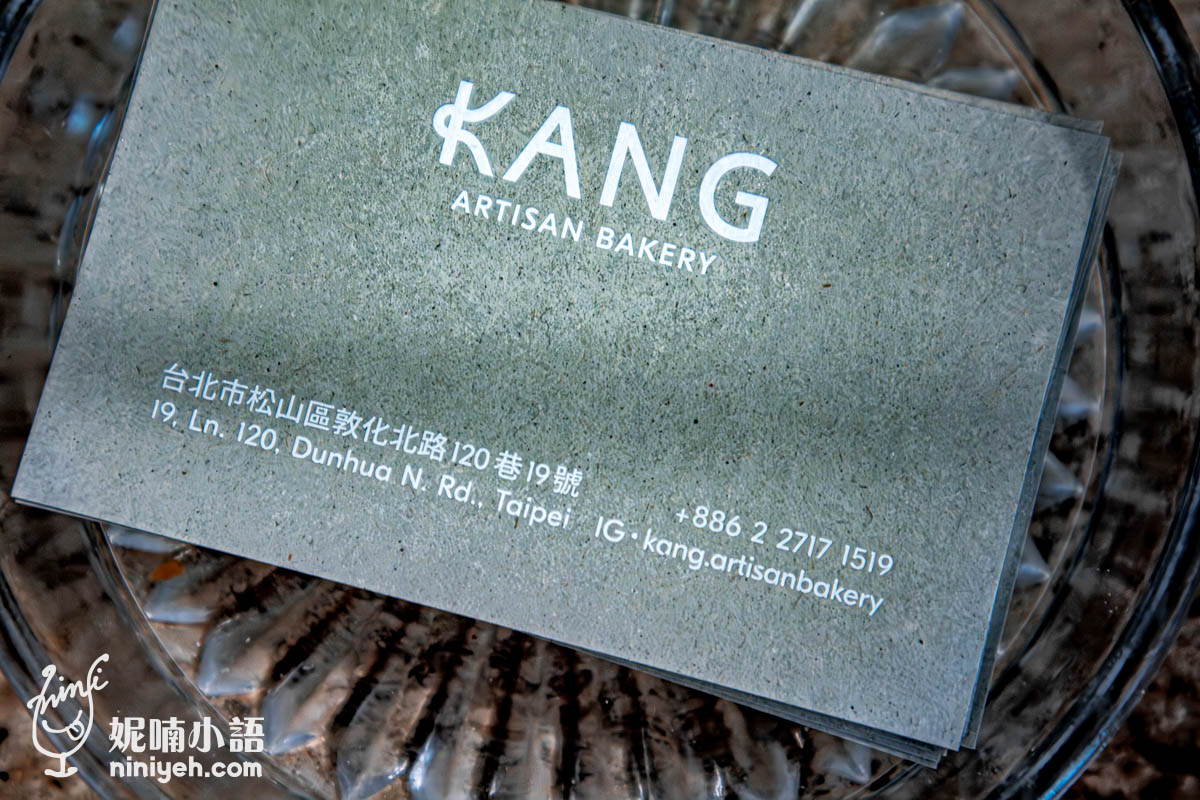 KANG
ARTISAN BAKERY
台北市松山區敦化北路120巷19號
19, Ln. 120, Dunhua N. Rd., Taipei
+886 2 2717 1519
IG·kang.artisanbakery
nini
妮喃小語
niniyeh.com